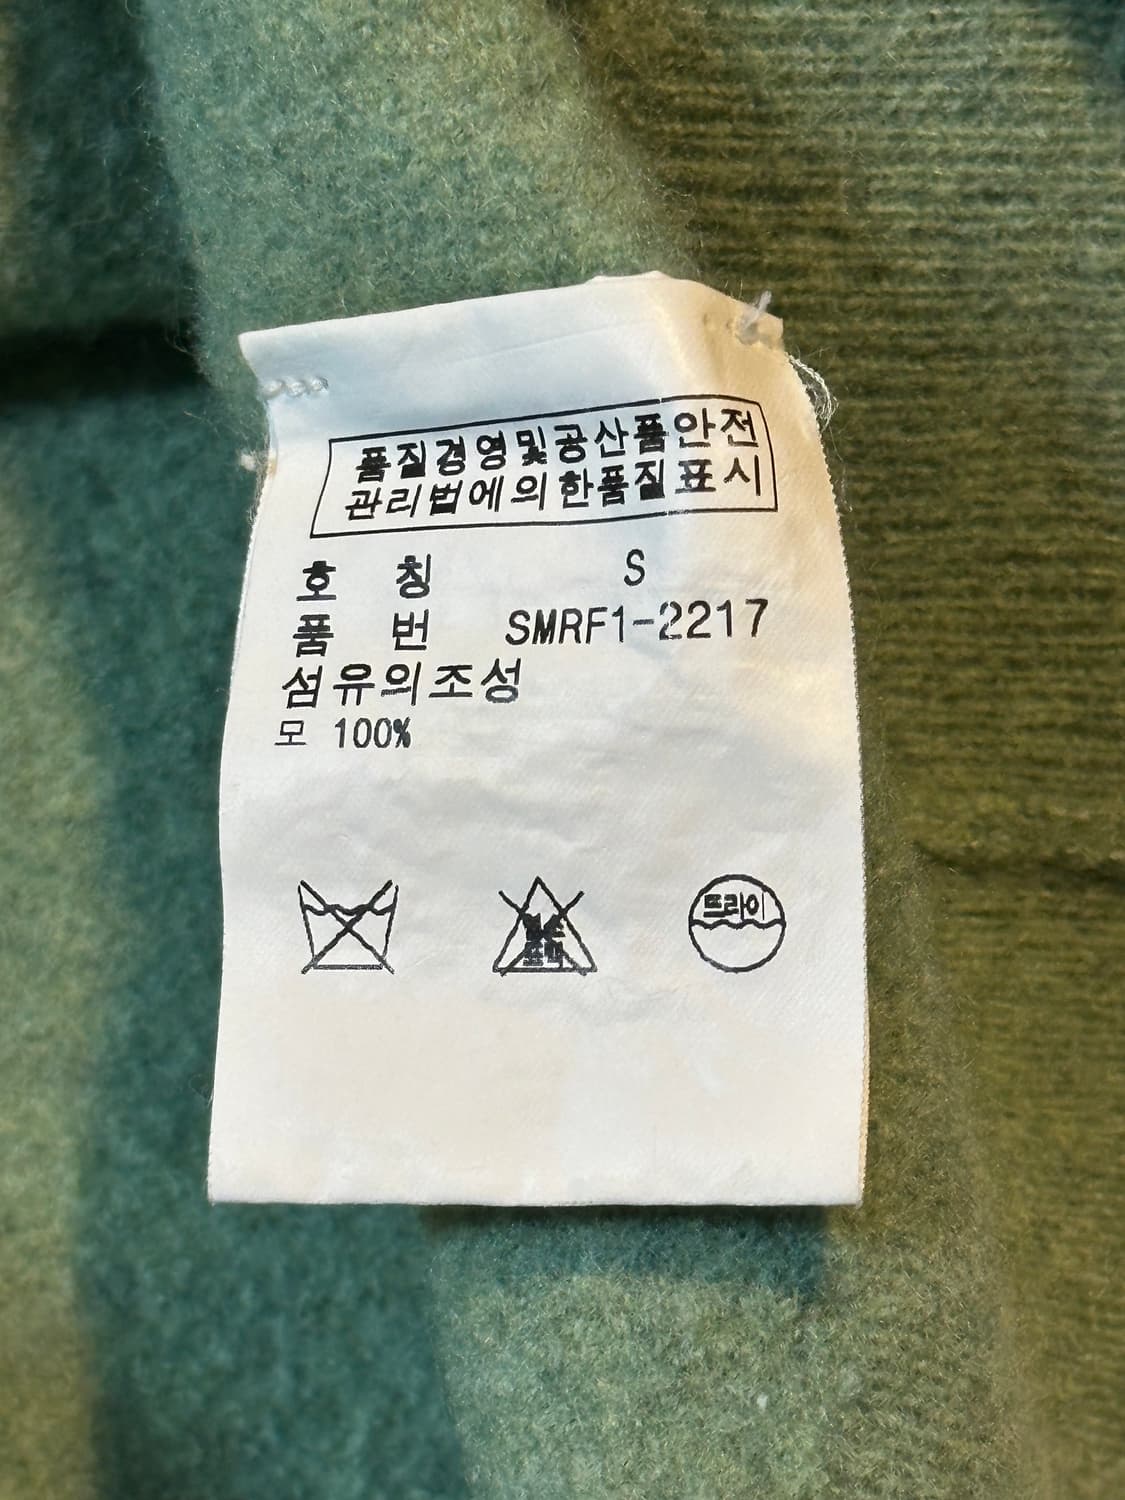 품질경영및공산품안전
관리법에의한품질표시
호 칭 S
품 번 SMRF1-2217
섬유의조성
모 100%
뜨라이